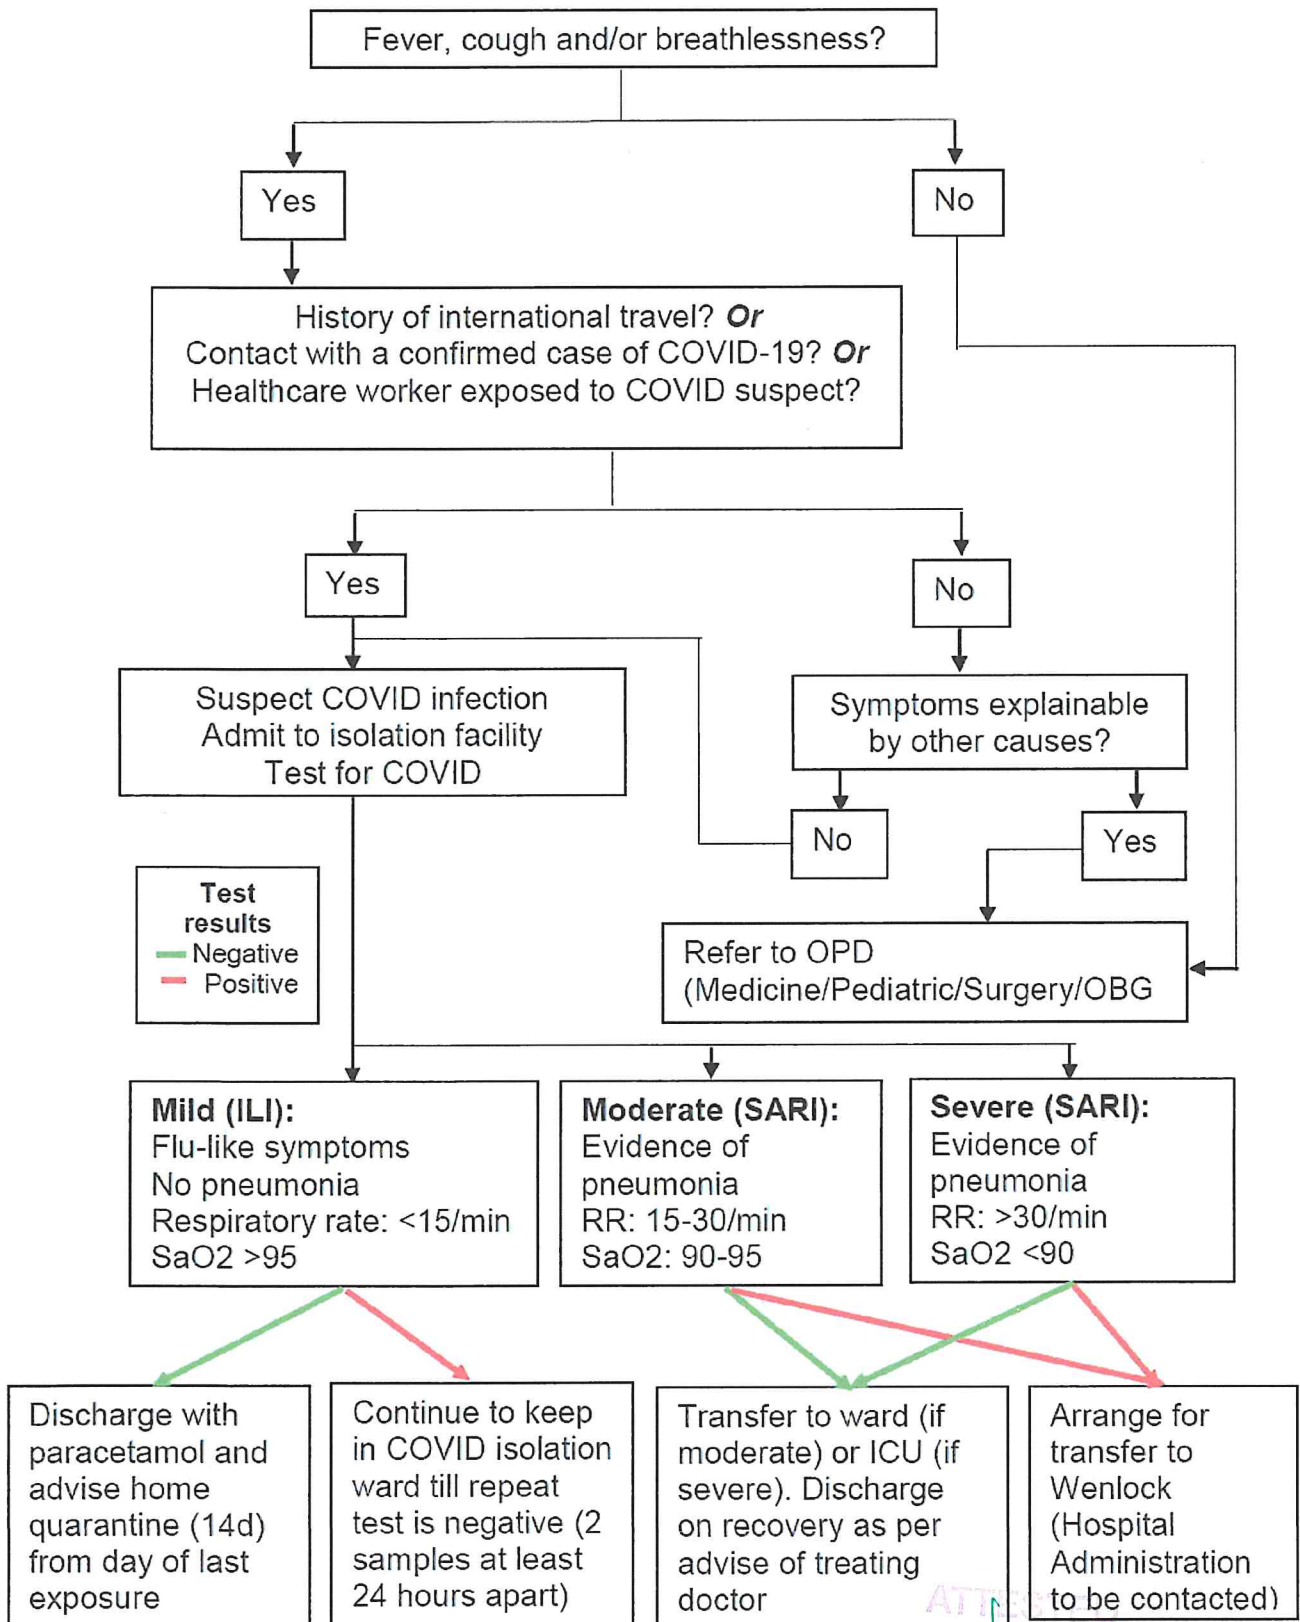 Fever, cough and/or breathlessness?
Yes
No
History of international travel? Or
Contact with a confirmed case of COVID-19? Or
Healthcare worker exposed to COVID suspect?
Yes
No
Suspect COVID infection
Admit to isolation facility
Test for COVID
Symptoms explainable
by other causes?
No
Yes
Test
results
Negative
Positive
Refer to OPD
(Medicine/Pediatric/Surgery/OBG
Mild (ILI):
Flu-like symptoms
No pneumonia
Respiratory rate: <15/min
SaO2 >95
Moderate (SARI):
Evidence of
pneumonia
RR: 15-30/min
SaO2: 90-95
Severe (SARI):
Evidence of
pneumonia
RR: >30/min
SaO2 <90
Discharge with
paracetamol and
advise home
quarantine (14d)
from day of last
exposure
Continue to keep
in COVID isolation
ward till repeat
test is negative (2
samples at least
24 hours apart)
Transfer to ward (if
moderate) or ICU (if
severe). Discharge
on recovery as per
advise of treating
doctor
Arrange for
transfer to
Wenlock
(Hospital
Administration
to be contacted)